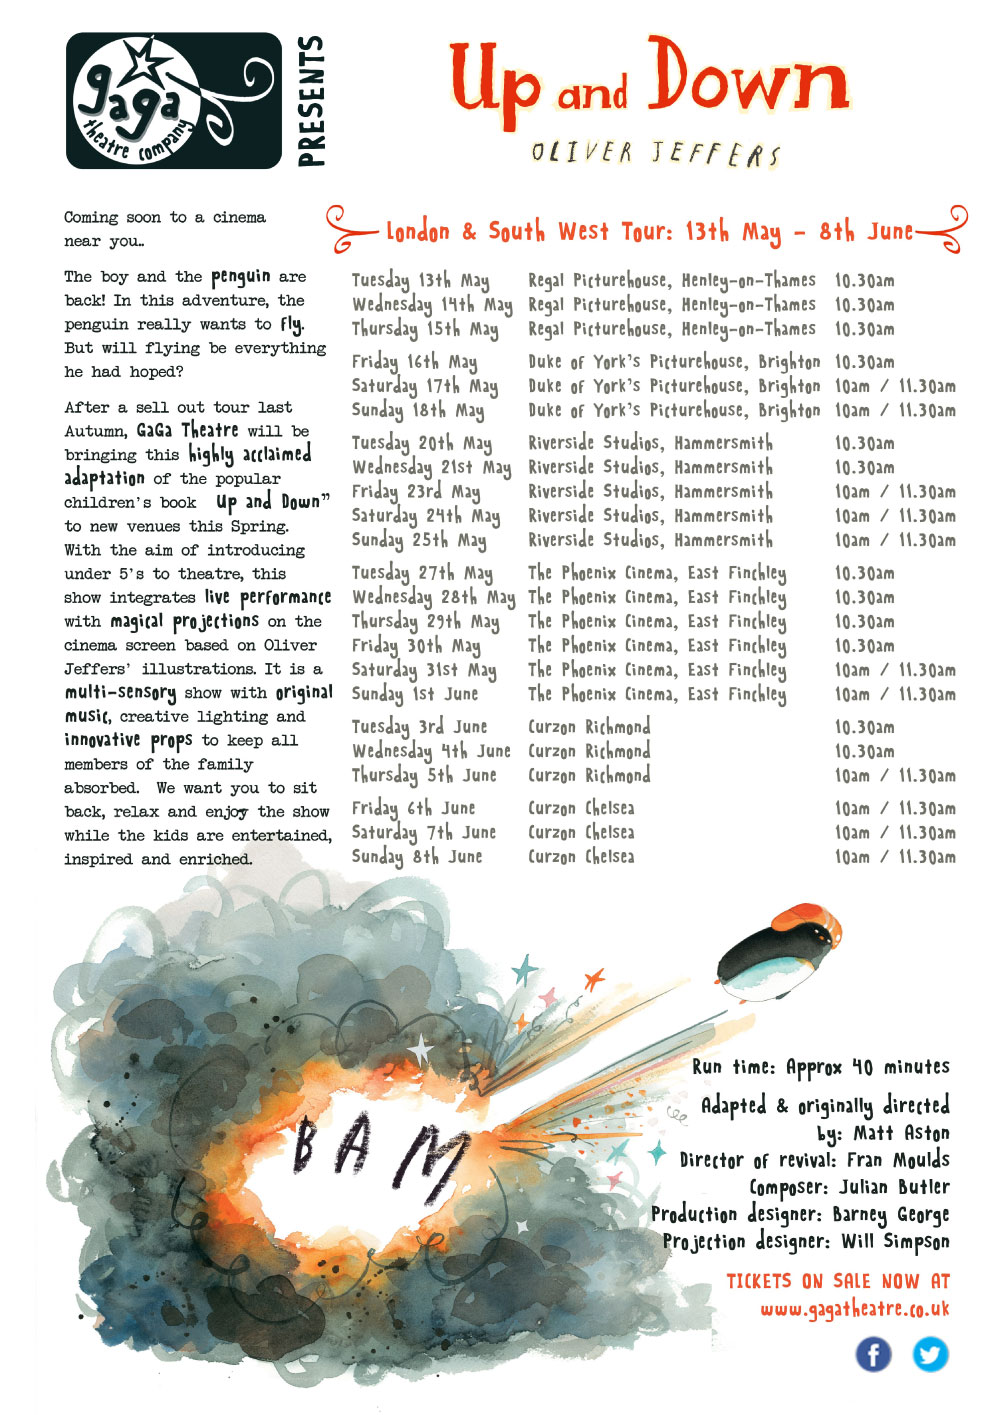 gaga
theatre company
PRESENTS
Up and Down
OLIVER JEFFERS
Coming soon to a cinema
near you..
The boy and the penguin are
back! In this adventure, the
penguin really wants to fly.
But will flying be everything
he had hoped?
After a sell out tour last
Autumn, GaGa Theatre will be
bringing this highly acclaimed
adaptation of the popular
children's book Up and Down"
to new venues this Spring.
With the aim of introducing
under 5's to theatre, this
show integrates live performance
with magical projections on the
cinema screen based on Oliver
Jeffers' illustrations. It is a
multi-sensory show with original
music, creative lighting and
innovative props to keep all
members of the family
absorbed. We want you to sit
back, relax and enjoy the show
while the kids are entertained,
inspired and enriched.
London & South West Tour: 13th May - 8th June
Tuesday 13th May Regal Picturehouse, Henley-on-Thames 10.30am
Wednesday 14th May Regal Picturehouse, Henley-on-Thames 10.30am
Thursday 15th May Regal Picturehouse, Henley-on-Thames 10.30am
Friday 16th May Duke of York's Picturehouse, Brighton 10.30am
Saturday 17th May Duke of York's Picturehouse, Brighton 10am / 11.30am
Sunday 18th May Duke of York's Picturehouse, Brighton 10am / 11.30am
Tuesday 20th May Riverside Studios, Hammersmith 10.30am
Wednesday 21st May Riverside Studios, Hammersmith 10.30am
Friday 23rd May Riverside Studios, Hammersmith 10am / 11.30am
Saturday 24th May Riverside Studios, Hammersmith 10am / 11.30am
Sunday 25th May Riverside Studios, Hammersmith 10am / 11.30am
Tuesday 27th May The Phoenix Cinema, East Finchley 10.30am
Wednesday 28th May The Phoenix Cinema, East Finchley 10.30am
Thursday 29th May The Phoenix Cinema, East Finchley 10.30am
Friday 30th May The Phoenix Cinema, East Finchley 10.30am
Saturday 31st May The Phoenix Cinema, East Finchley 10am / 11.30am
Sunday 1st June The Phoenix Cinema, East Finchley 10am / 11.30am
Tuesday 3rd June Curzon Richmond 10.30am
Wednesday 4th June Curzon Richmond 10.30am
Thursday 5th June Curzon Richmond 10am / 11.30am
Friday 6th June Curzon Chelsea 10am / 11.30am
Saturday 7th June Curzon Chelsea 10am / 11.30am
Sunday 8th June Curzon Chelsea 10am / 11.30am
BAM
Run time: Approx 40 minutes
Adapted & originally directed
by: Matt Aston
Director of revival: Fran Moulds
Composer: Julian Butler
Production designer: Barney George
Projection designer: Will Simpson
TICKETS ON SALE NOW AT
www.gagatheatre.co.uk